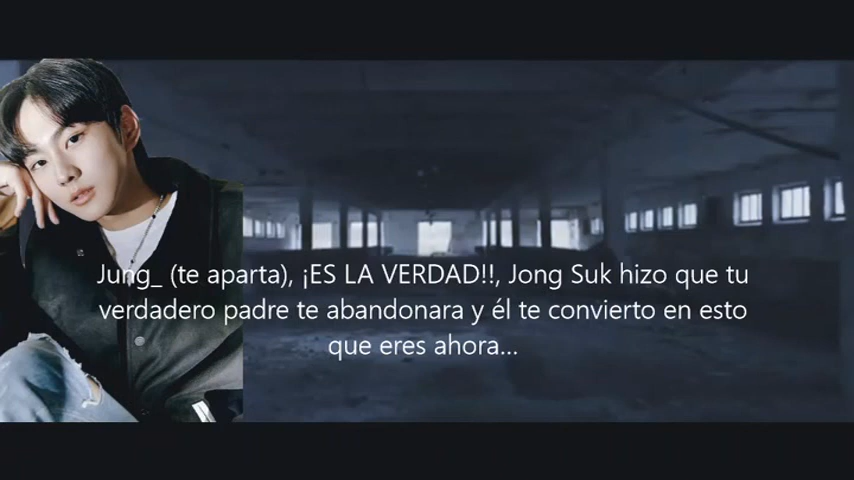 Jung_ (te aparta), ¡ES LA VERDAD!!, Jong Suk hizo que tu
verdadero padre te abandonara y él te convierto en esto
que eres ahora...